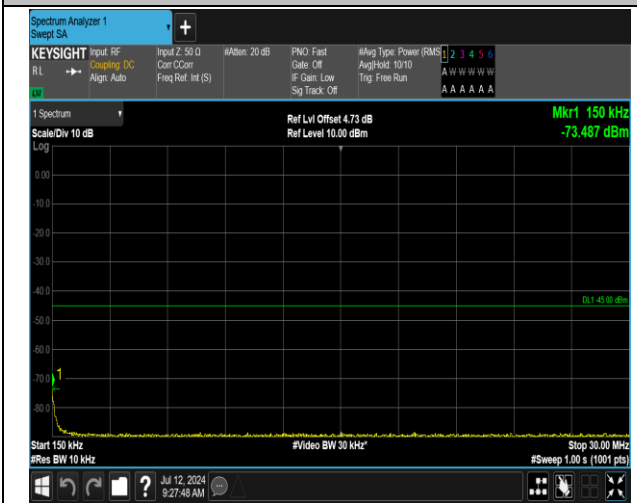 Spectrum Analyzer 1
Swept SA
+
KEYSIGHT
RL
LXI
Input: RF
Coupling: DC
Align: Auto
Input Z: 50 Ω
Corr CCorr
Freq Ref: Int (S)
#Atten: 20 dB
PNO: Fast
Gate: Off
IF Gain: Low
Sig Track: Off
#Avg Type: Power (RMS
Avg|Hold: 10/10
Trig: Free Run
1 2 3 4 5 6
A W W W W W
A A A A A A
1 Spectrum
Scale/Div 10 dB
Log
Ref Lvl Offset 4.73 dB
Ref Level 10.00 dBm
Mkr1 150 kHz
-73.487 dBm
0.00
-10.0
-20.0
-30.0
-40.0
DL1 -45.00 dBm
-50.0
-60.0
-70.0
1
-80.0
Start 150 kHz
#Res BW 10 kHz
#Video BW 30 kHz*
Stop 30.00 MHz
#Sweep 1.00 s (1001 pts)
?
Jul 12, 2024
9:27:48 AM